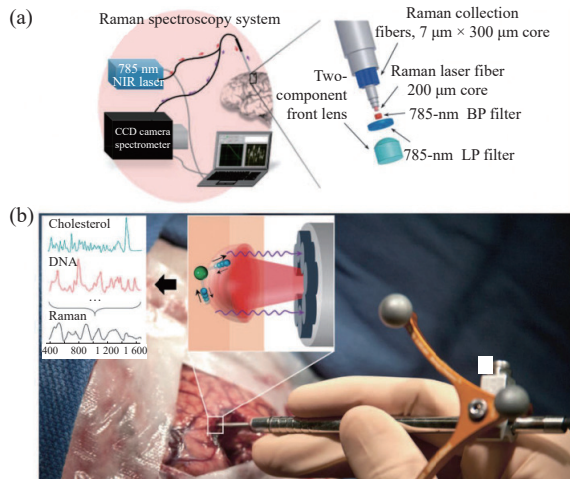 (a)
Raman spectroscopy system
785 nm
NIR laser
CCD camera
spectrometer
Two-
component
front lens
Raman collection
fibers, 7 μm × 300 μm core
Raman laser fiber
200 μm core
785-nm BP filter
785-nm LP filter
(b)
Cholesterol
DNA
...
Raman
400 800 1 200 1 600